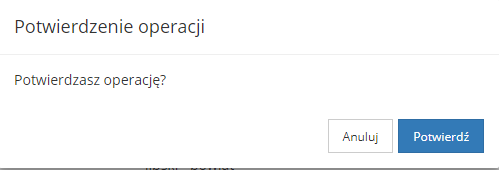 Potwierdzenie operacji
Potwierdzasz operację?
Anuluj
Potwierdź